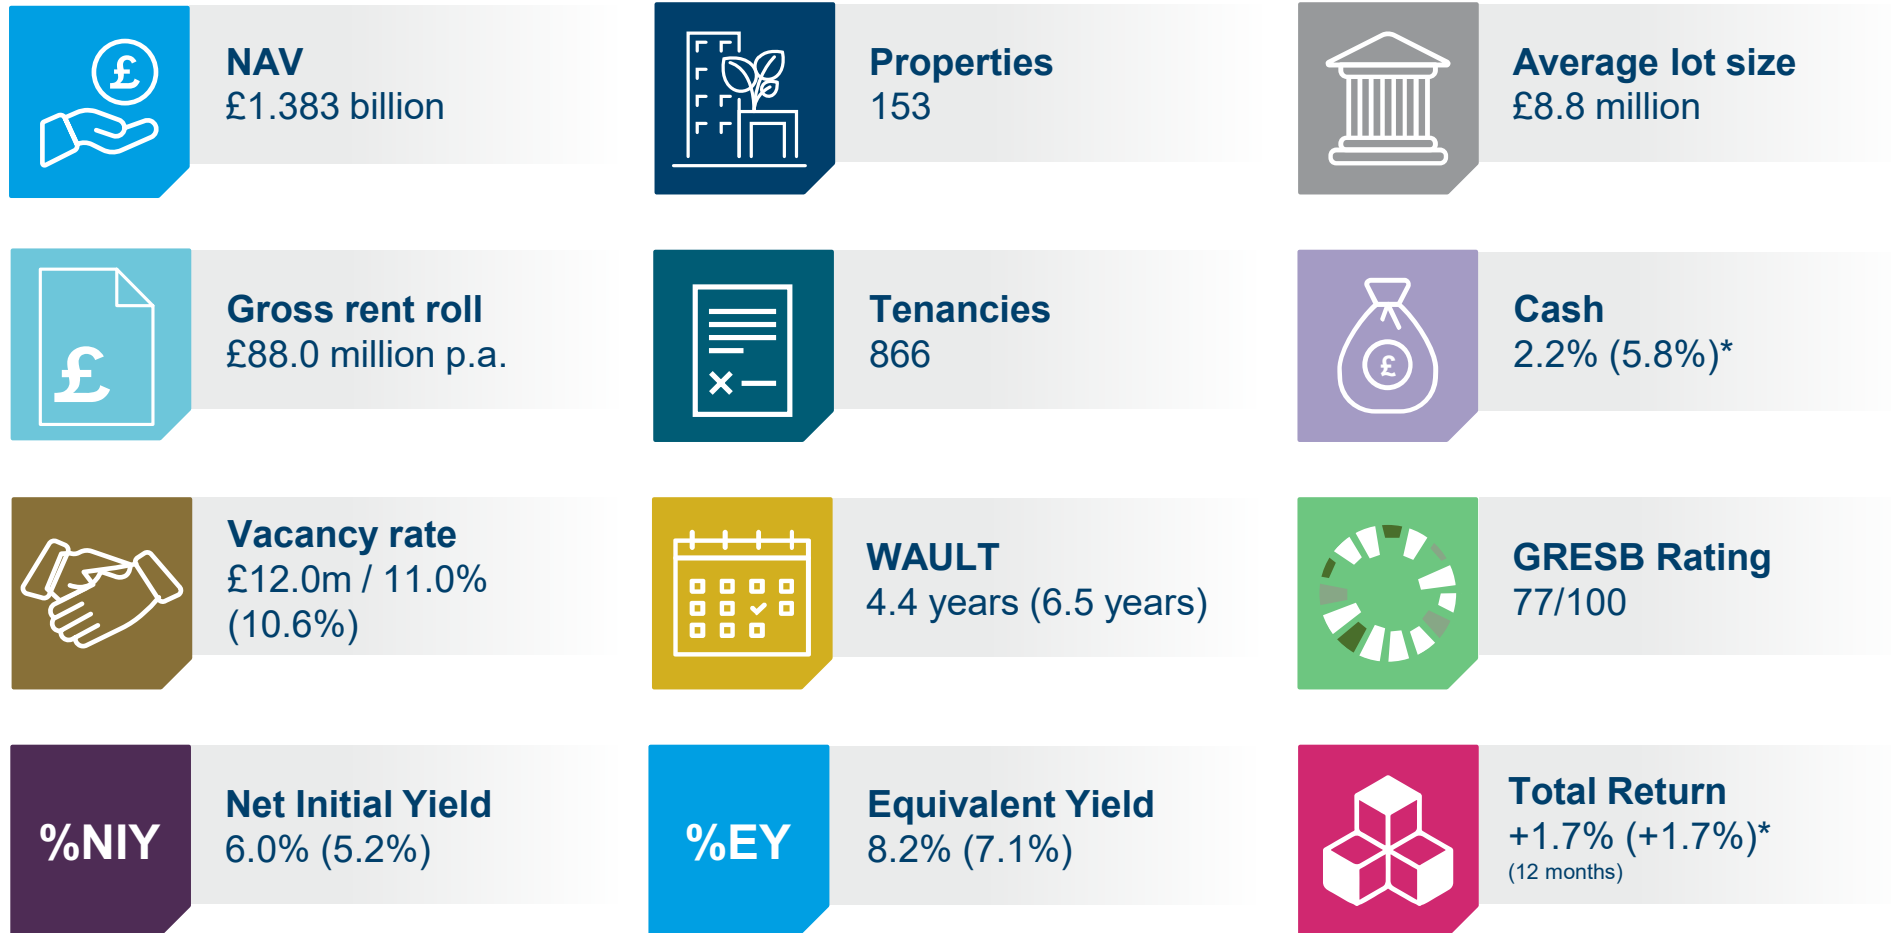 NAV
£1.383 billion
Properties
153
Average lot size
£8.8 million
£
Gross rent roll
£88.0 million p.a.
Tenancies
866
£
Cash
2.2% (5.8%)*
£
Vacancy rate
£12.0m / 11.0%
(10.6%)
WAULT
4.4 years (6.5 years)
GRESB Rating
77/100
%NIY
Net Initial Yield
6.0% (5.2%)
%EY
Equivalent Yield
8.2% (7.1%)
Total Return
+1.7% (+1.7%)*
(12 months)